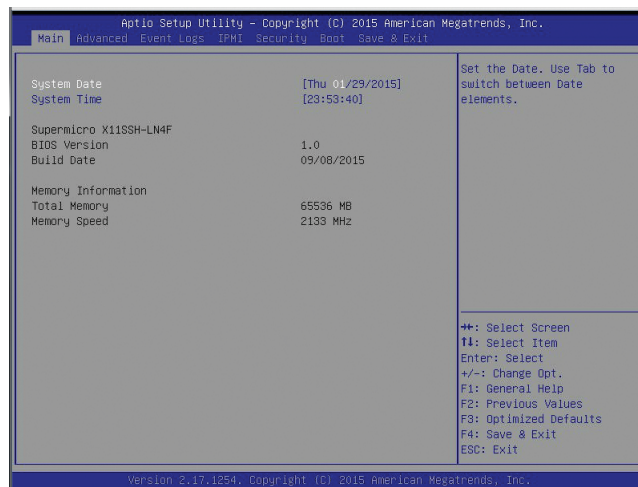 Aptio Setup Utility – Copyright (C) 2015 American Megatrends, Inc.
Main Advanced Event Logs IPMI Security Boot Save & Exit
System Date [Thu 01/29/2015]
System Time [23:53:40]
Supermicro X11SSH-LN4F
BIOS Version 1.0
Build Date 09/08/2015
Memory Information
Total Memory 65536 MB
Memory Speed 2133 MHz
Set the Date. Use Tab to
switch between Date
elements.
→←: Select Screen
↑↓: Select Item
Enter: Select
+/-: Change Opt.
F1: General Help
F2: Previous Values
F3: Optimized Defaults
F4: Save & Exit
ESC: Exit
Version 2.17.1254. Copyright (C) 2015 American Megatrends, Inc.